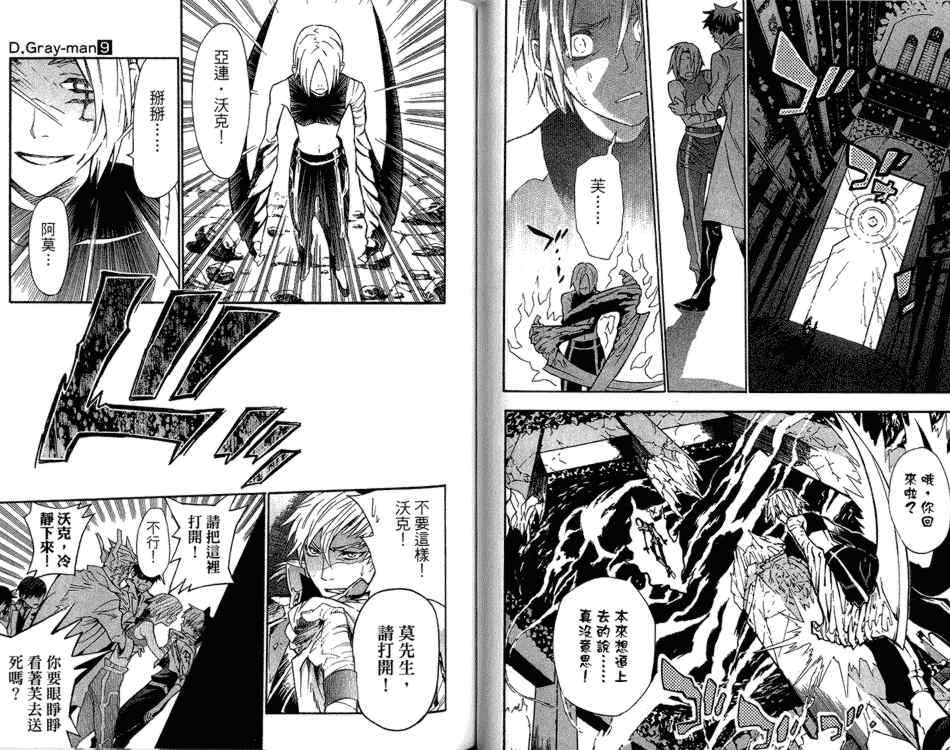 芙……
哦，你回
來啦？
本來想追上
去的說……
真沒意思！
D.Gray-man 9
亞連．沃克！
掰掰……
阿莫…
不要這樣！
沃克！
莫先生，
請打開！
請把這裡
打開！
不行！
沃克，冷
靜下來！
你要眼睜睜
看著芙去送
死嗎？